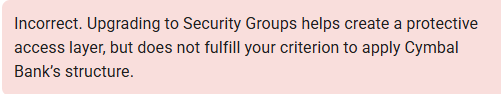 Incorrect. Upgrading to Security Groups helps create a protective
access layer, but does not fulfill your criterion to apply Cymbal
Bank’s structure.